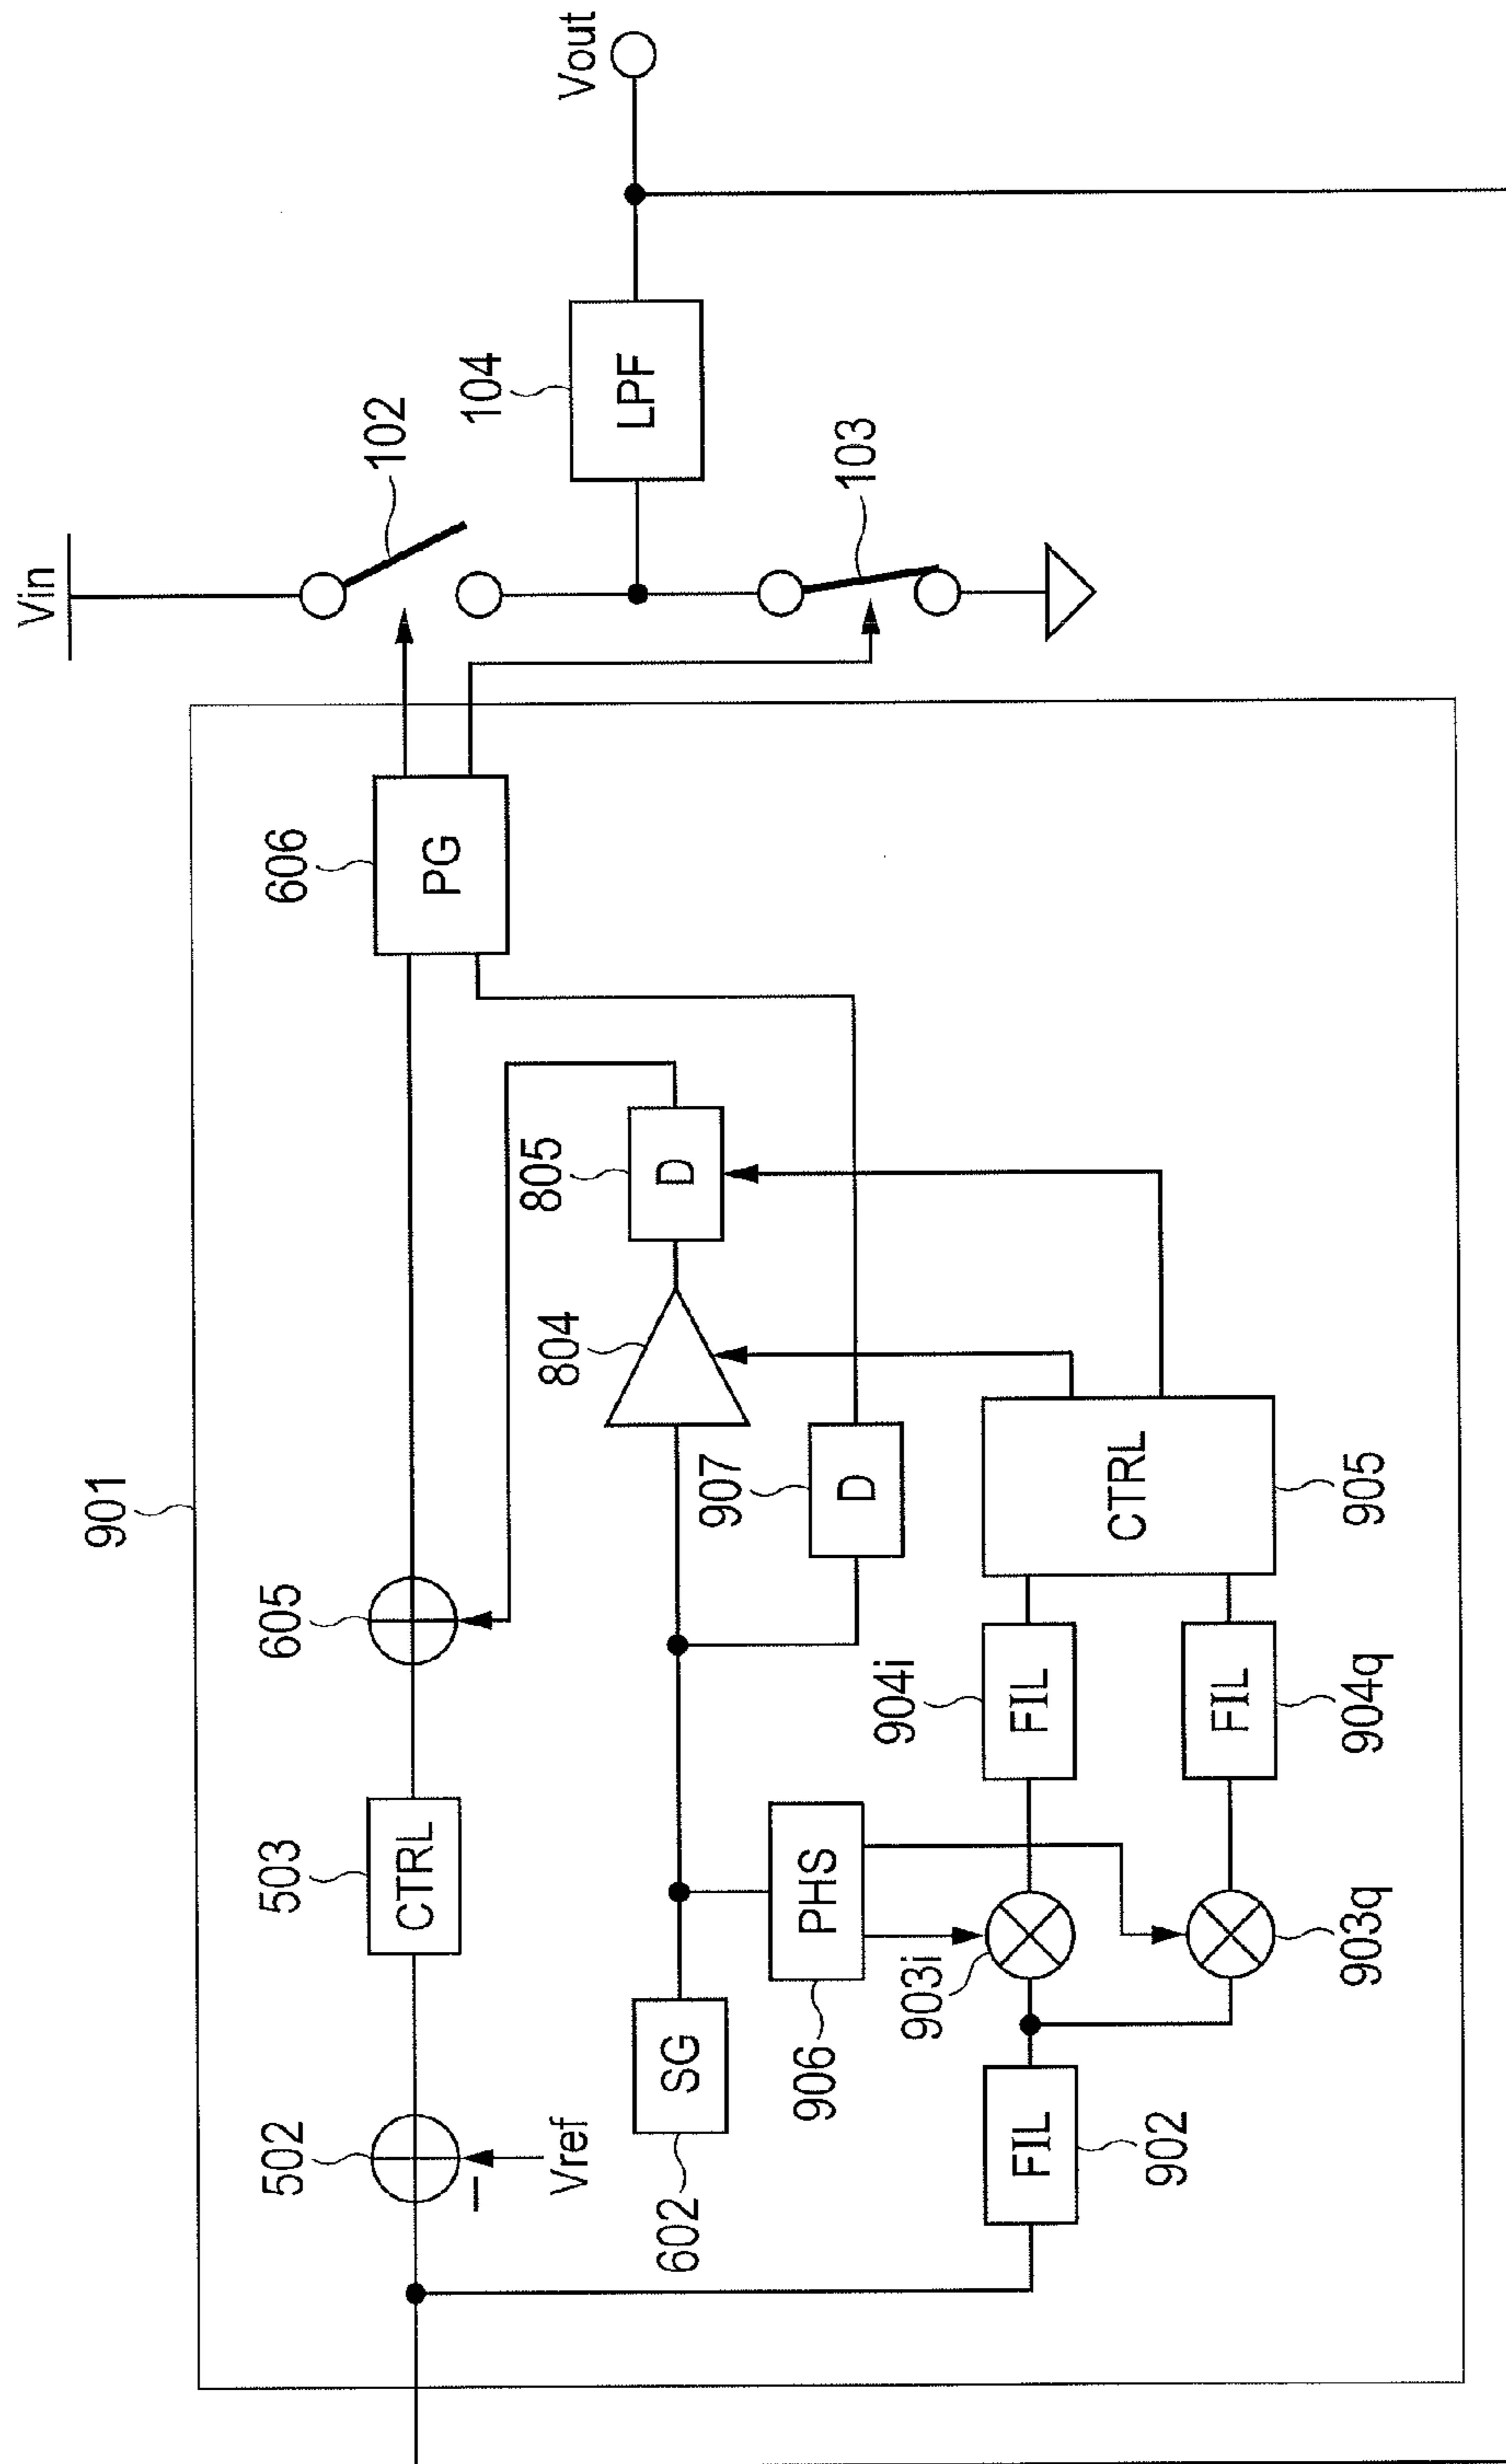 901
Vin
502
503
605
606
102
CTRL
PG
Vref
104
Vout
602
SG
804
805
D
LPF
906
PHS
907
D
103
903i
904i
902
FIL
FIL
CTRL
905
FIL
903q
904q